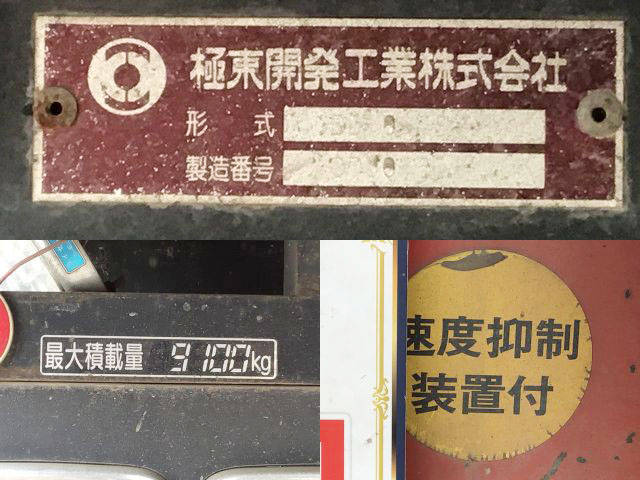 極東開発工業株式会社
形 式
製造番号
最大積載量 9100kg
速度抑制
装置付